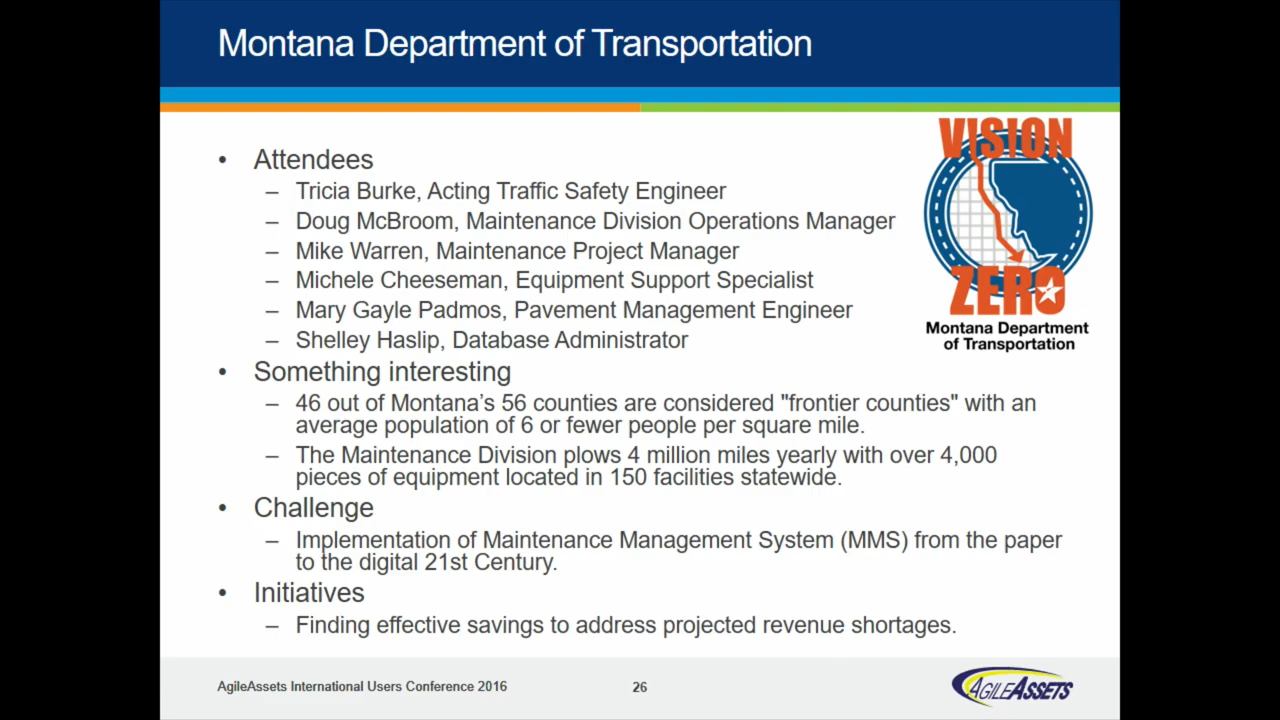 Montana Department of Transportation
• Attendees
– Tricia Burke, Acting Traffic Safety Engineer
– Doug McBroom, Maintenance Division Operations Manager
– Mike Warren, Maintenance Project Manager
– Michele Cheeseman, Equipment Support Specialist
– Mary Gayle Padmos, Pavement Management Engineer
– Shelley Haslip, Database Administrator
VISION
ZERO
Montana Department
of Transportation
• Something interesting
– 46 out of Montana’s 56 counties are considered "frontier counties" with an
average population of 6 or fewer people per square mile.
– The Maintenance Division plows 4 million miles yearly with over 4,000
pieces of equipment located in 150 facilities statewide.
• Challenge
– Implementation of Maintenance Management System (MMS) from the paper
to the digital 21st Century.
• Initiatives
– Finding effective savings to address projected revenue shortages.
AgileAssets International Users Conference 2016
26
AGILEASSETS